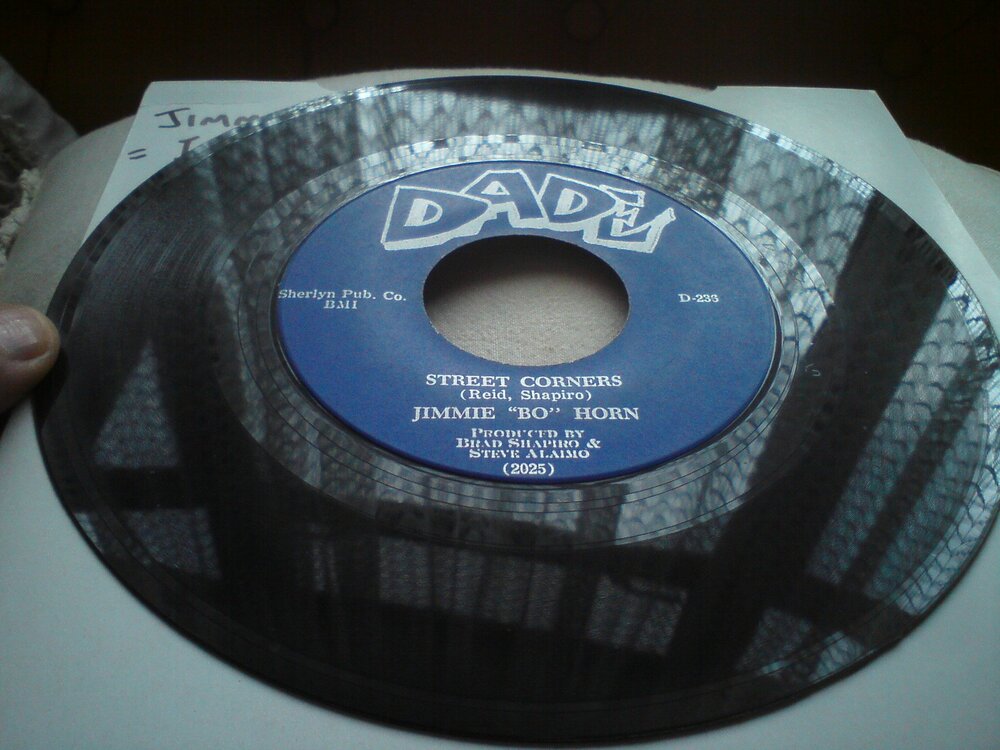 Jimm
=
DADE
Sherlyn Pub. Co.
BMI
D-236
STREET CORNERS
(Reid, Shapiro)
JIMMIE "BO" HORN
PRODUCED BY
BRAD SHAPIRO &
STEVE ALAIMO
(2025)